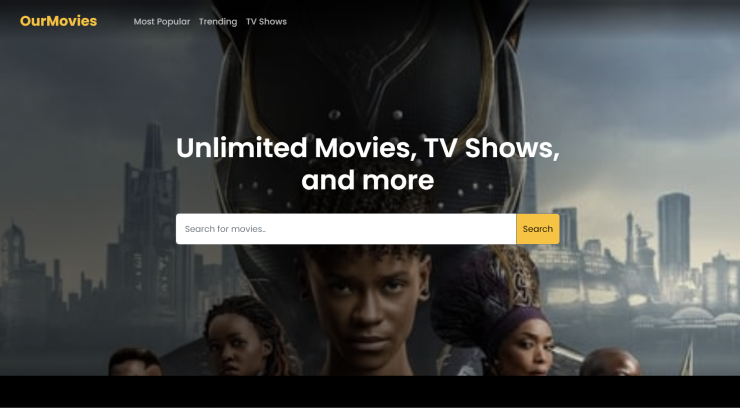 OurMovies
Most Popular Trending TV Shows
Unlimited Movies, TV Shows,
and more
Search for movies..
Search